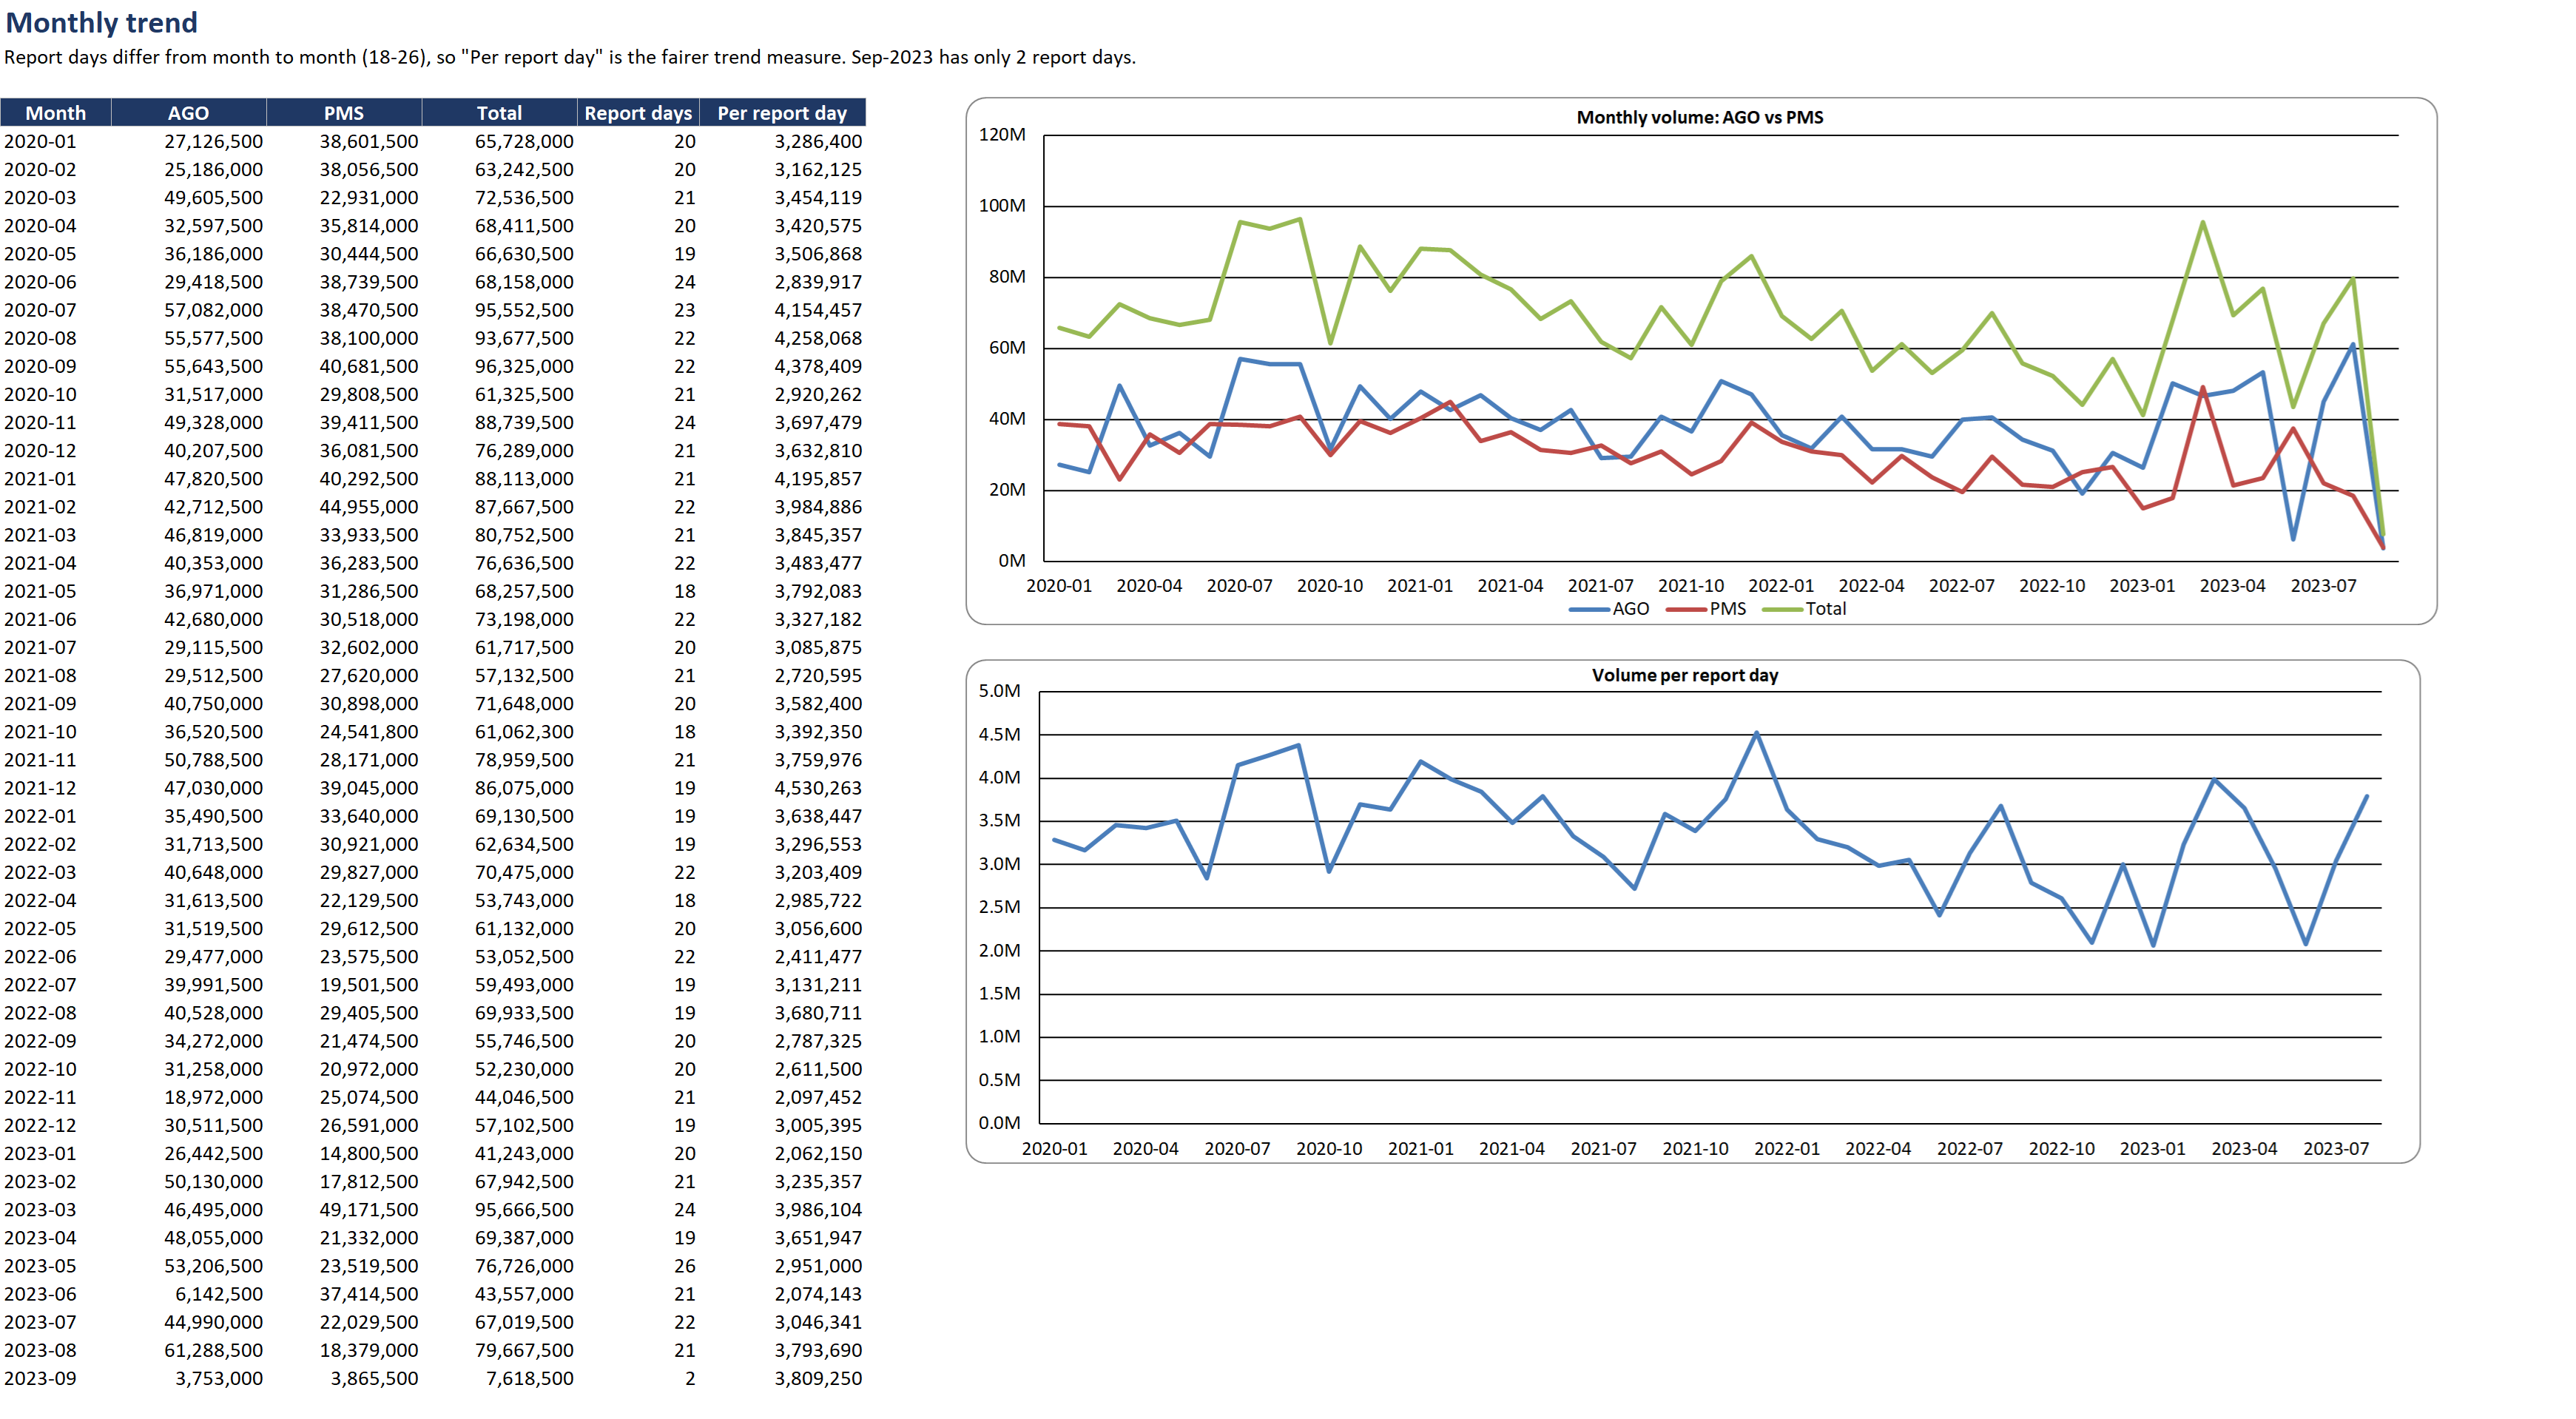 Monthly trend
Report days differ from month to month (18-26), so "Per report day" is the fairer trend measure. Sep-2023 has only 2 report days.
Month AGO PMS Total Report days Per report day
2020-01 27,126,500 38,601,500 65,728,000 20 3,286,400
2020-02 25,186,000 38,056,500 63,242,500 20 3,162,125
2020-03 49,605,500 22,931,000 72,536,500 21 3,454,119
2020-04 32,597,500 35,814,000 68,411,500 20 3,420,575
2020-05 36,186,000 30,444,500 66,630,500 19 3,506,868
2020-06 29,418,500 38,739,500 68,158,000 24 2,839,917
2020-07 57,082,000 38,470,500 95,552,500 23 4,154,457
2020-08 55,577,500 38,100,000 93,677,500 22 4,258,068
2020-09 55,643,500 40,681,500 96,325,000 22 4,378,409
2020-10 31,517,000 29,808,500 61,325,500 21 2,920,262
2020-11 49,328,000 39,411,500 88,739,500 24 3,697,479
2020-12 40,207,500 36,081,500 76,289,000 21 3,632,810
2021-01 47,820,500 40,292,500 88,113,000 21 4,195,857
2021-02 42,712,500 44,955,000 87,667,500 22 3,984,886
2021-03 46,819,000 33,933,500 80,752,500 21 3,845,357
2021-04 40,353,000 36,283,500 76,636,500 22 3,483,477
2021-05 36,971,000 31,286,500 68,257,500 18 3,792,083
2021-06 42,680,000 30,518,000 73,198,000 22 3,327,182
2021-07 29,115,500 32,602,000 61,717,500 20 3,085,875
2021-08 29,512,500 27,620,000 57,132,500 21 2,720,595
2021-09 40,750,000 30,898,000 71,648,000 20 3,582,400
2021-10 36,520,500 24,541,800 61,062,300 18 3,392,350
2021-11 50,788,500 28,171,000 78,959,500 21 3,759,976
2021-12 47,030,000 39,045,000 86,075,000 19 4,530,263
2022-01 35,490,500 33,640,000 69,130,500 19 3,638,447
2022-02 31,713,500 30,921,000 62,634,500 19 3,296,553
2022-03 40,648,000 29,827,000 70,475,000 22 3,203,409
2022-04 31,613,500 22,129,500 53,743,000 18 2,985,722
2022-05 31,519,500 29,612,500 61,132,000 20 3,056,600
2022-06 29,477,000 23,575,500 53,052,500 22 2,411,477
2022-07 39,991,500 19,501,500 59,493,000 19 3,131,211
2022-08 40,528,000 29,405,500 69,933,500 19 3,680,711
2022-09 34,272,000 21,474,500 55,746,500 20 2,787,325
2022-10 31,258,000 20,972,000 52,230,000 20 2,611,500
2022-11 18,972,000 25,074,500 44,046,500 21 2,097,452
2022-12 30,511,500 26,591,000 57,102,500 19 3,005,395
2023-01 26,442,500 14,800,500 41,243,000 20 2,062,150
2023-02 50,130,000 17,812,500 67,942,500 21 3,235,357
2023-03 46,495,000 49,171,500 95,666,500 24 3,986,104
2023-04 48,055,000 21,332,000 69,387,000 19 3,651,947
2023-05 53,206,500 23,519,500 76,726,000 26 2,951,000
2023-06 6,142,500 37,414,500 43,557,000 21 2,074,143
2023-07 44,990,000 22,029,500 67,019,500 22 3,046,341
2023-08 61,288,500 18,379,000 79,667,500 21 3,793,690
2023-09 3,753,000 3,865,500 7,618,500 2 3,809,250
Monthly volume: AGO vs PMS
120M
100M
80M
60M
40M
20M
0M
2020-01 2020-04 2020-07 2020-10 2021-01 2021-04 2021-07 2021-10 2022-01 2022-04 2022-07 2022-10 2023-01 2023-04 2023-07
AGO PMS Total
Volume per report day
5.0M
4.5M
4.0M
3.5M
3.0M
2.5M
2.0M
1.5M
1.0M
0.5M
0.0M
2020-01 2020-04 2020-07 2020-10 2021-01 2021-04 2021-07 2021-10 2022-01 2022-04 2022-07 2022-10 2023-01 2023-04 2023-07